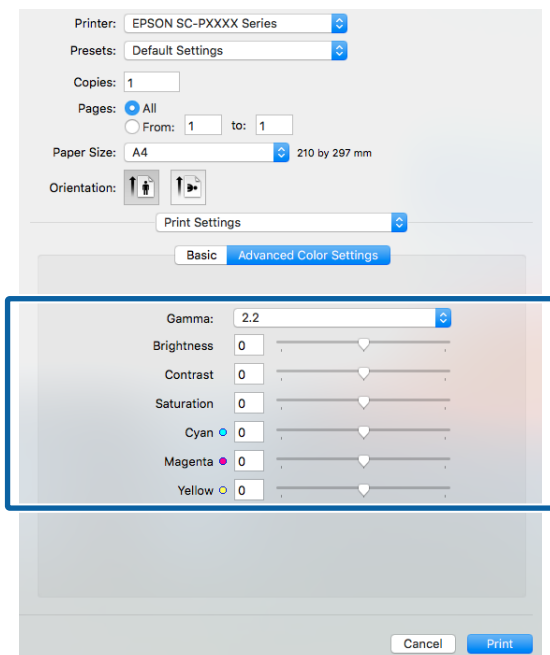 Printer: EPSON SC-PXXXX Series
Presets: Default Settings
Copies: 1
Pages: All
From: 1 to: 1
Paper Size: A4 210 by 297 mm
Orientation:
Print Settings
Basic Advanced Color Settings
Gamma: 2.2
Brightness 0
Contrast 0
Saturation 0
Cyan 0
Magenta 0
Yellow 0
Cancel Print